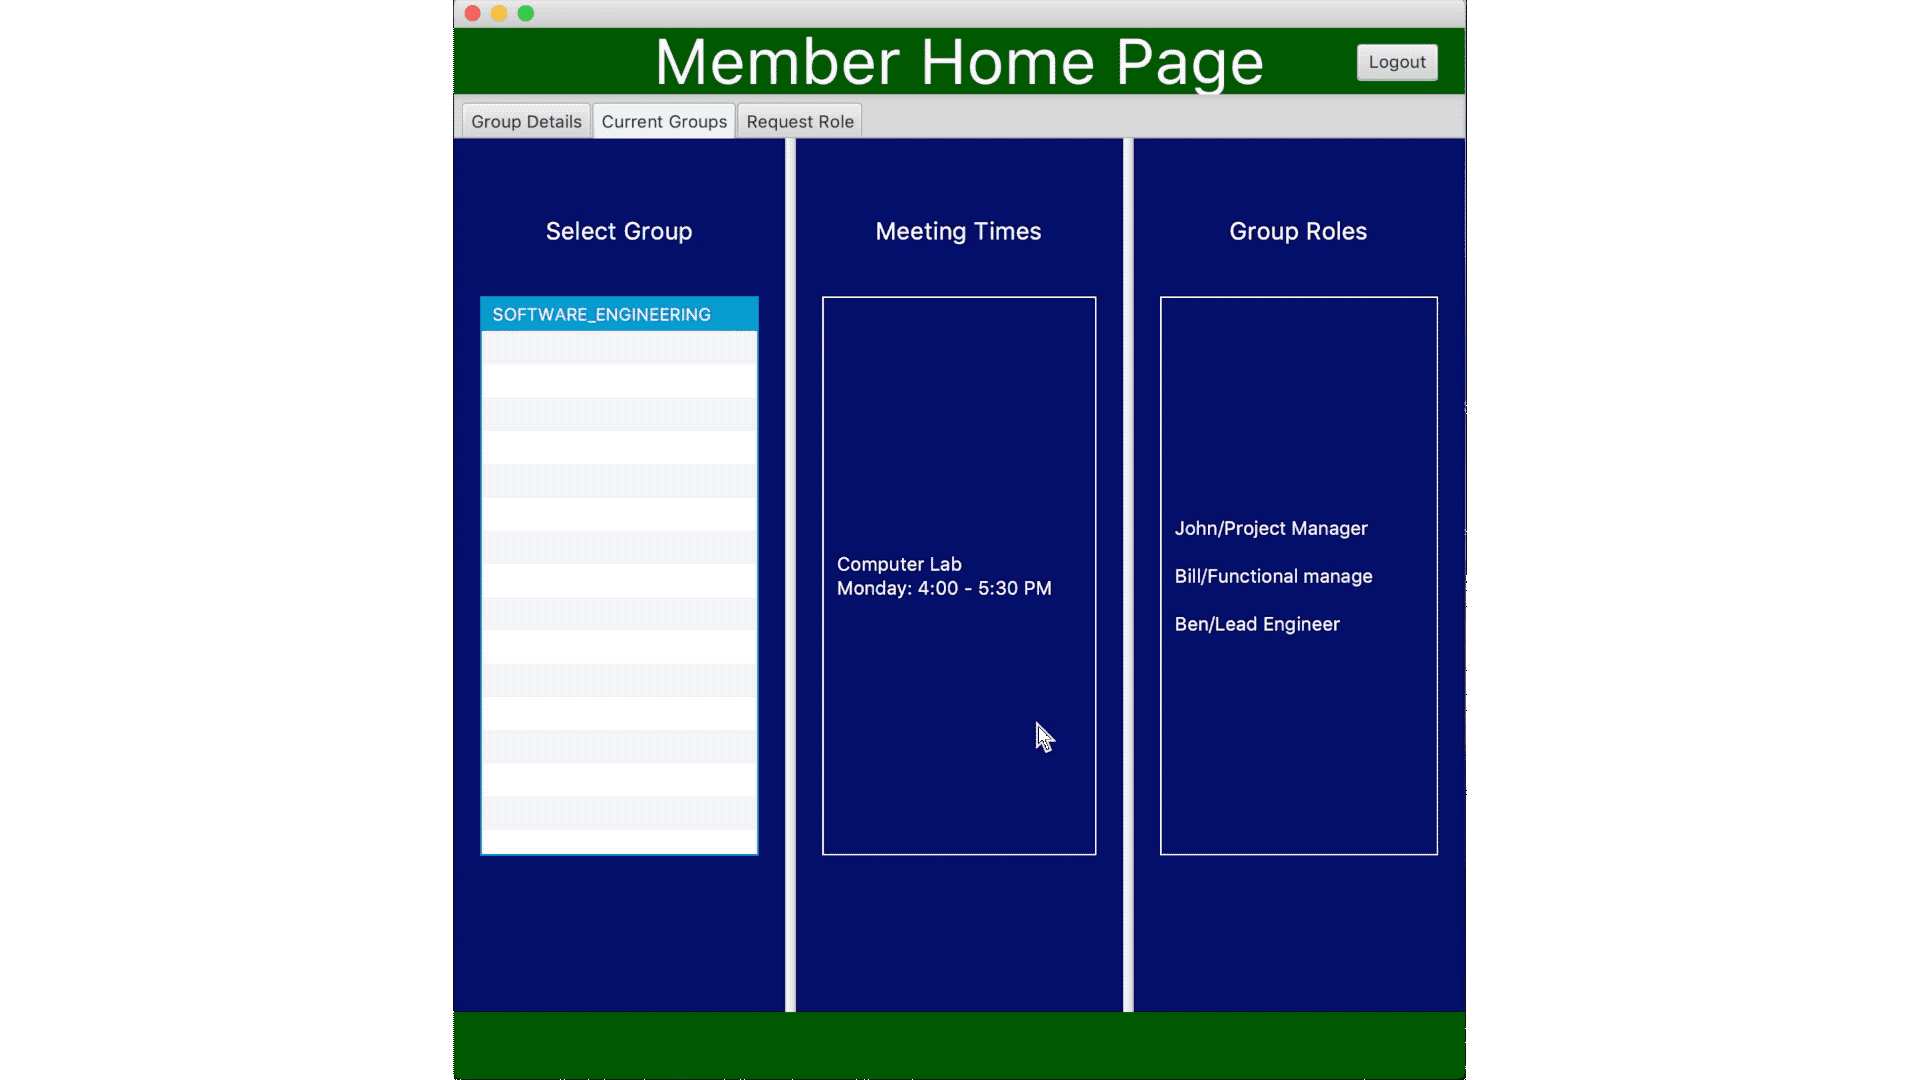 Member Home Page
Logout
Group Details
Current Groups
Request Role
Select Group
SOFTWARE_ENGINEERING
Meeting Times
Computer Lab
Monday: 4:00 - 5:30 PM
Group Roles
John/Project Manager
Bill/Functional manage
Ben/Lead Engineer